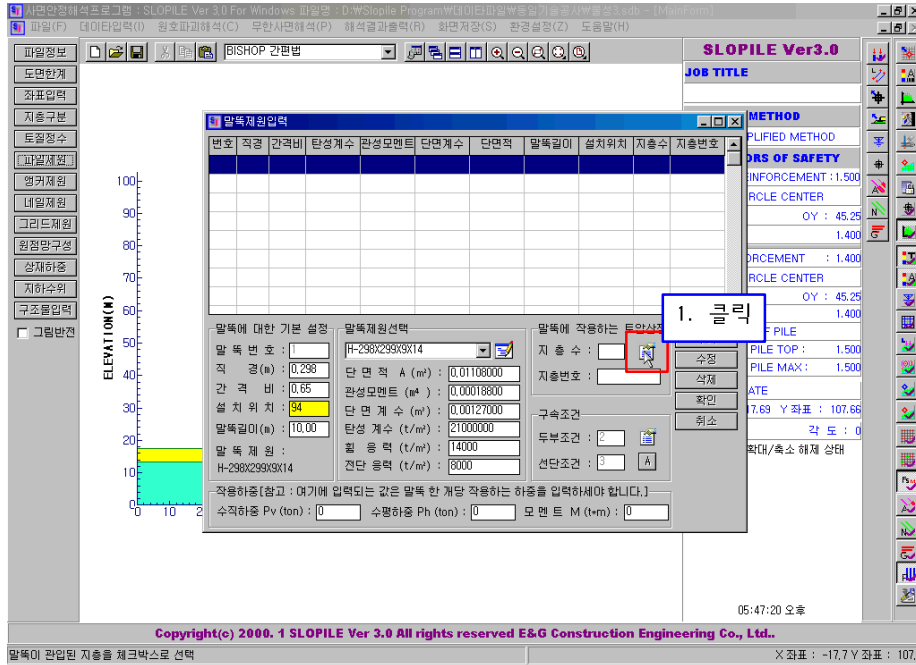 사면안정해석프로그램 : SLOPILE Ver 3,0 For Windows 파일명 : D:₩Slopile Program₩데이타파일₩동일기술공사₩물성3.sdb - [MainForm]
파일(F) 데이타입력(I) 원호파괴해석(C) 무한사면해석(P) 해석결과출력(R) 화면저장(S) 환경설정(Z) 도움말(H)
파일정보
BISHOP 간편법
도면한계
좌표입력
지층구분
토질정수
파일제원
앵커제원
네일제원
그리드제원
원점망구성
상재하중
지하수위
구조물입력
그림반전
ELEVATION(M)
100
90
80
70
60
50
40
30
20
10
0
0 10 2
말뚝제원입력
번호 직경 간격비 탄성계수 관성모멘트 단면계수 단면적 말뚝길이 설치위치 지층수 지층번호
말뚝에 대한 기본 설정
말 뚝 번 호 : 1
직 경(m) : 0,298
간 격 비 : 0,65
설 치 위 치 : 94
말뚝길이(m) : 10,00
말 뚝 제 원 :
H-298X299X9X14
말뚝제원선택
H-298X299X9X14
단 면 적 A (m²) : 0,01108000
관성모멘트 (m⁴) : 0,00018800
단 면 계 수 (m³) : 0,00127000
탄성 계수 (t/m²) : 21000000
휨 응 력 (t/m²) : 14000
전단 응력 (t/m²) : 8000
말뚝에 작용하는 토압산정
지 층 수 :
지층번호 :
구속조건
두부조건 : 2
선단조건 : 3 A
1. 클릭
수정
삭제
확인
취소
작용하중[참고 : 여기에 입력되는 값은 말뚝 한 개당 작용하는 하중을 입력하세야 합니다.]
수직하중 Pv (ton) : 0 수평하중 Ph (ton) : 0 모 멘 트 M (t*m) : 0
SLOPILE Ver3.0
JOB TITLE
METHOD
PLIFIED METHOD
ORS OF SAFETY
EINFORCEMENT : 1.500
RCLE CENTER
OY : 45.25
1.400
ORCEMENT : 1.400
RCLE CENTER
OY : 45.25
1.400
F PILE
PILE TOP : 1.500
PILE MAX : 1.500
ATE
17.69 Y 좌표 : 107.66
각 도 : 0
확대/축소 해제 상태
05:47:20 오후
Copyright(c) 2000. 1 SLOPILE Ver 3.0 All rights reserved E&G Construction Engineering Co., Ltd..
말뚝이 관입된 지층을 체크박스로 선택
X 좌표 : -17,7 Y 좌표 : 107,